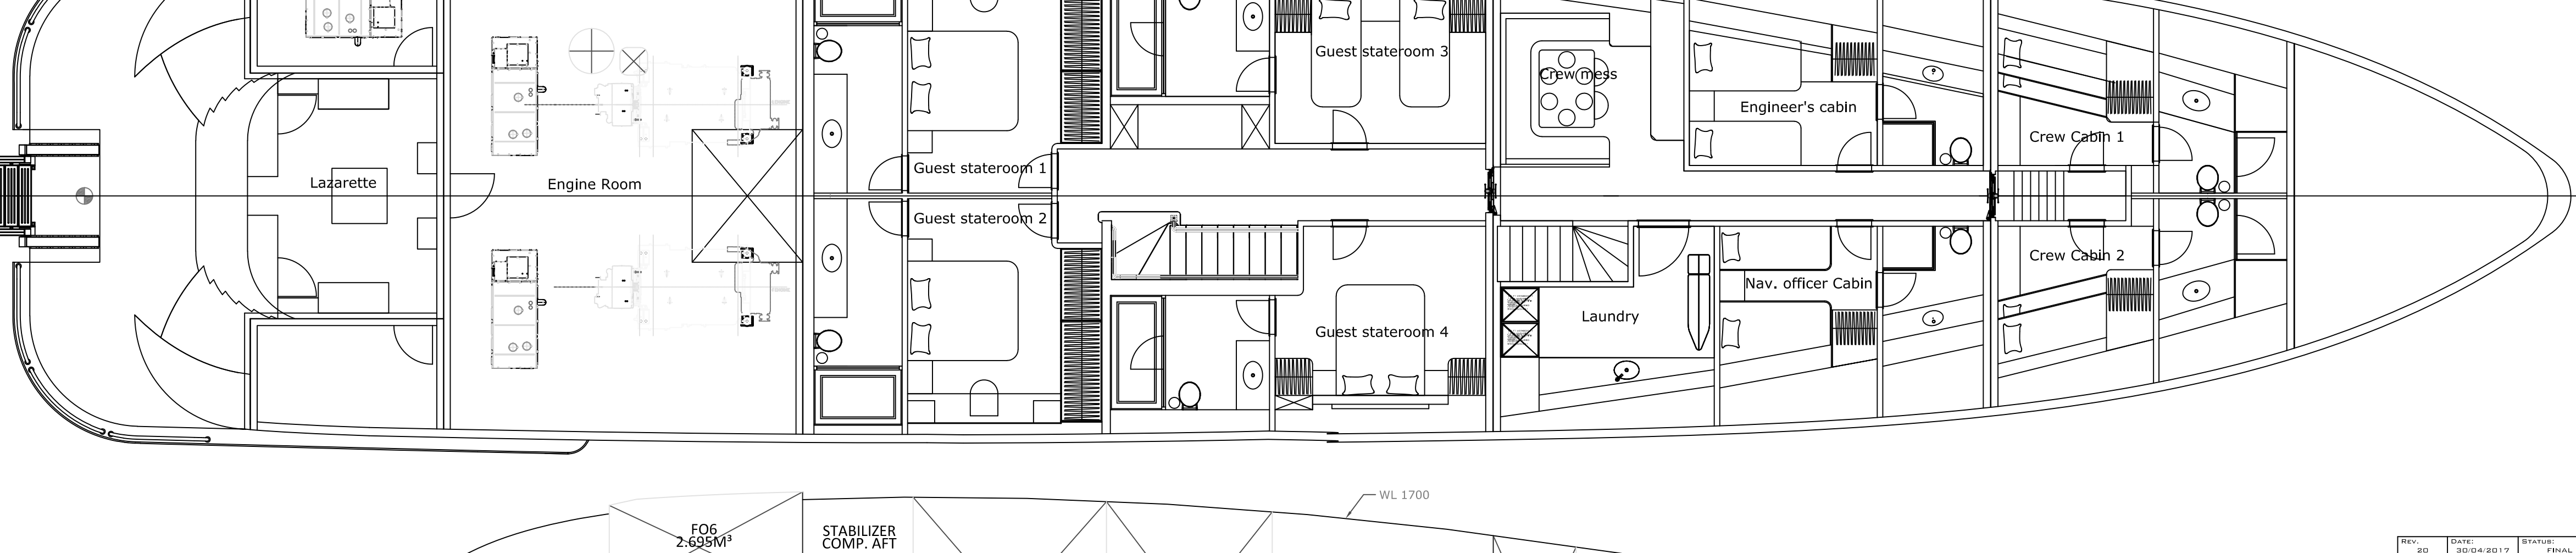 Guest stateroom 3
Crew mess
Engineer's cabin
Crew Cabin 1
Guest stateroom 1
Lazarette
Engine Room
Guest stateroom 2
Crew Cabin 2
Nav. officer Cabin
Laundry
Guest stateroom 4
WL 1700
FO6
2.695M³
STABILIZER
COMP. AFT
REV. DATE: STATUS:
20 30/04/2017 FINAL